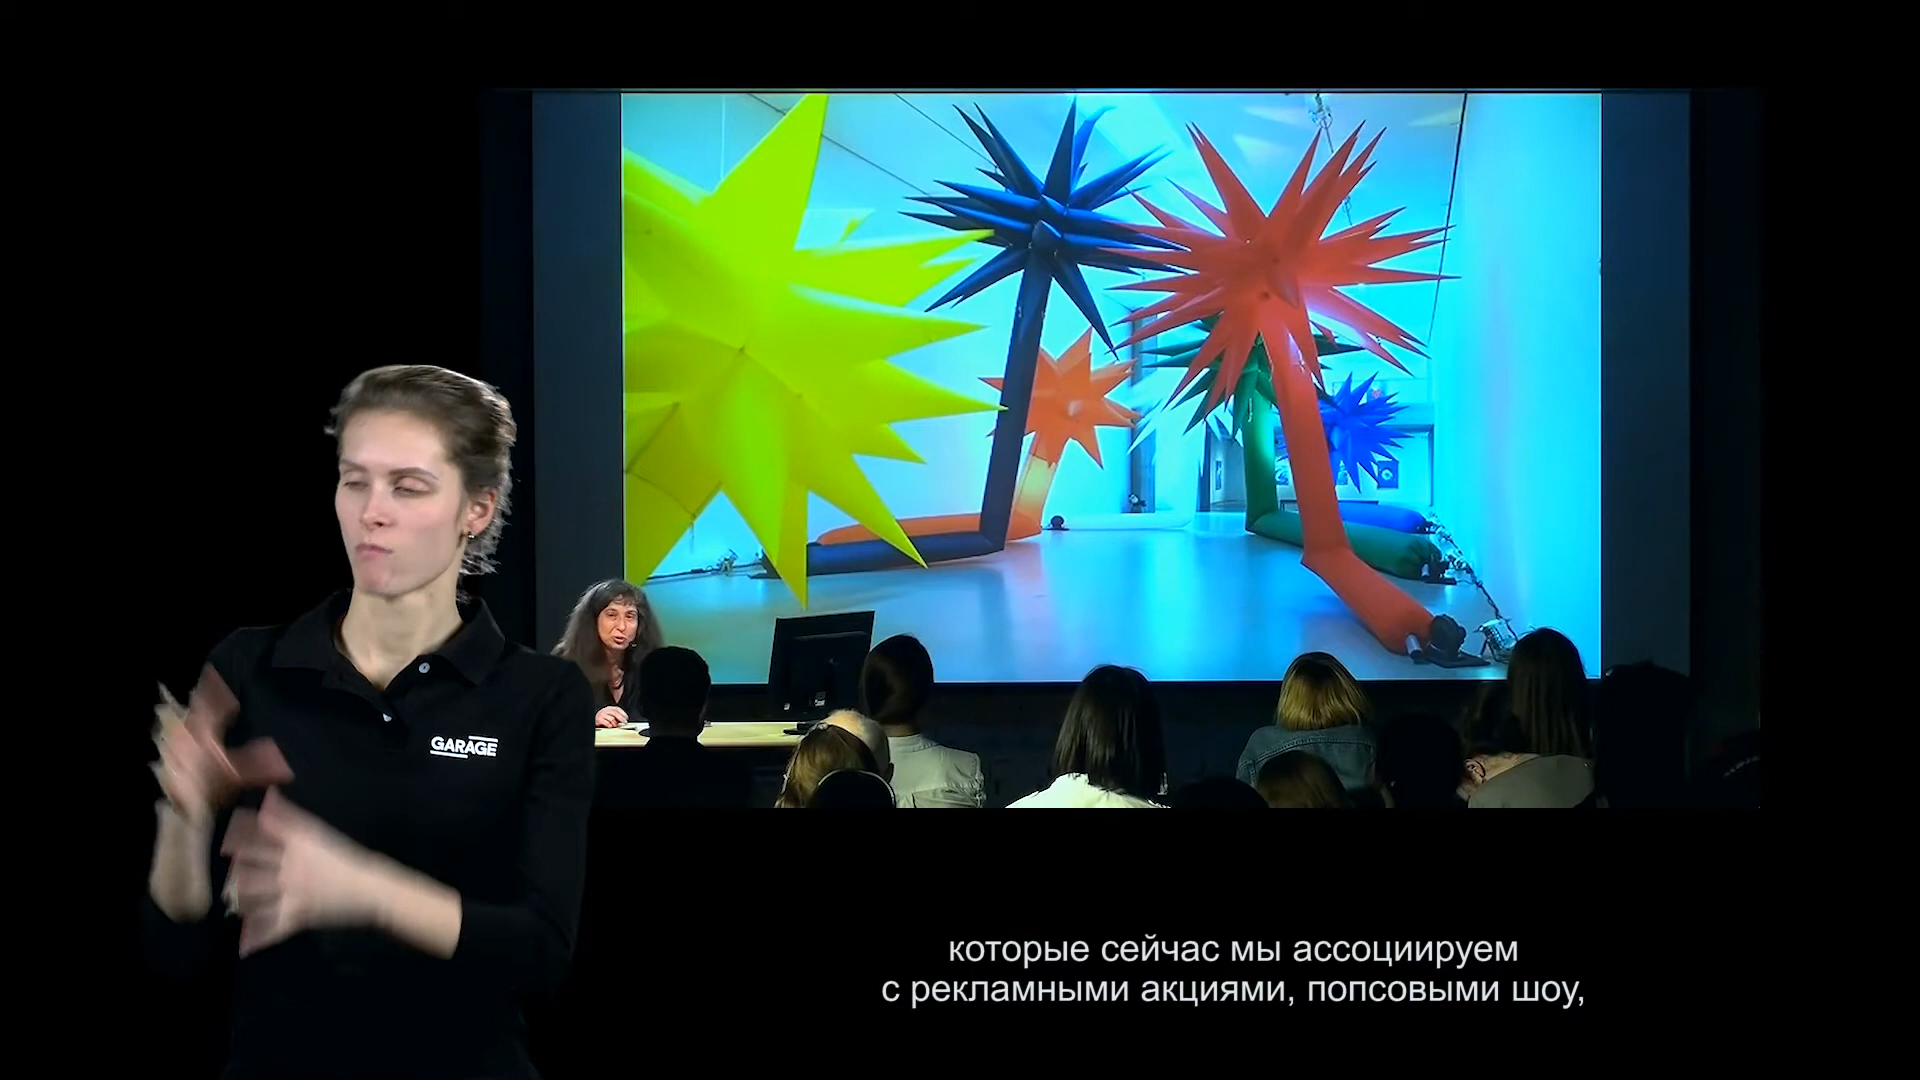 GARAGE
которые сейчас мы ассоциируем
с рекламными акциями, попсовыми шоу,